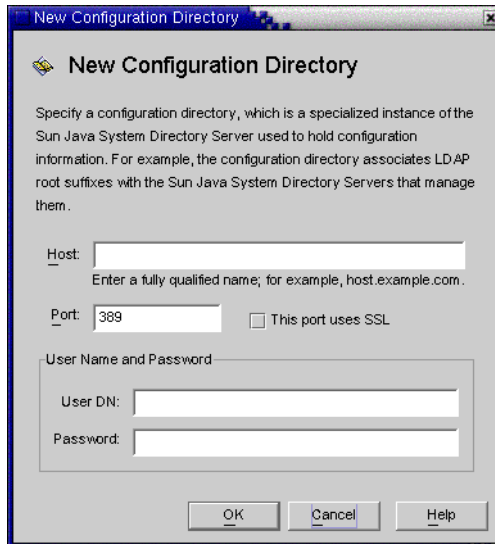 New Configuration Directory
New Configuration Directory
Specify a configuration directory, which is a specialized instance of the
Sun Java System Directory Server used to hold configuration
information. For example, the configuration directory associates LDAP
root suffixes with the Sun Java System Directory Servers that manage
them.
Host:
Enter a fully qualified name; for example, host.example.com.
Port: 389 This port uses SSL
User Name and Password
User DN:
Password:
OK Cancel Help